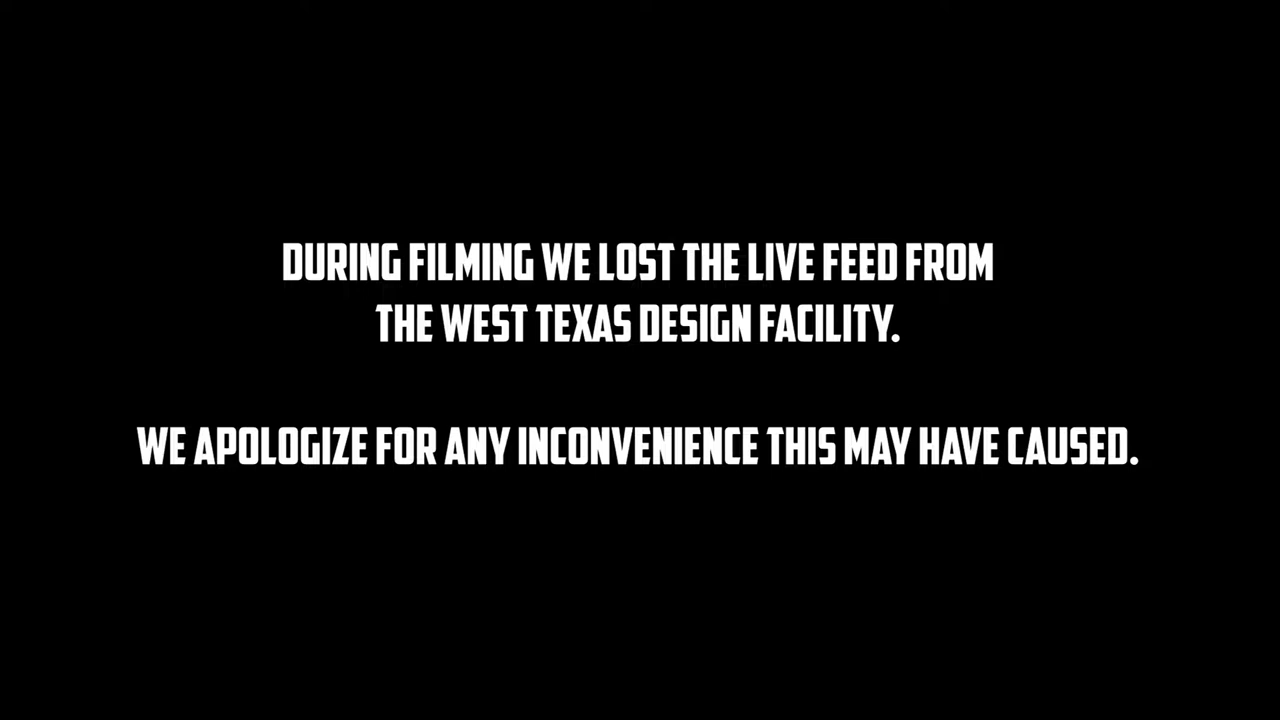 DURING FILMING WE LOST THE LIVE FEED FROM
THE WEST TEXAS DESIGN FACILITY.
WE APOLOGIZE FOR ANY INCONVENIENCE THIS MAY HAVE CAUSED.